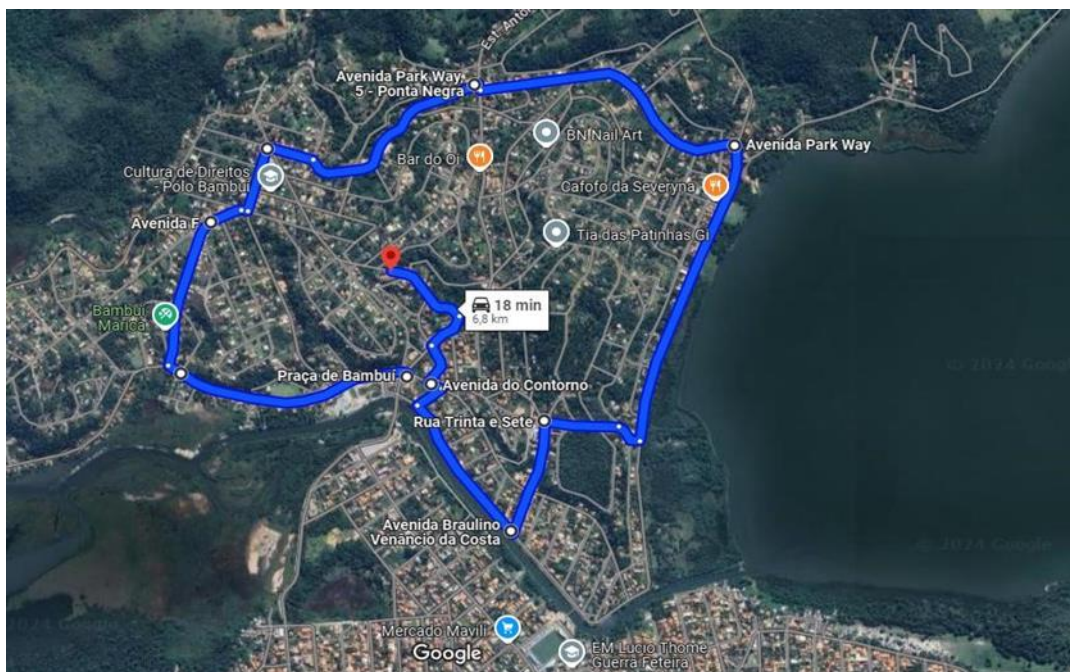 Est. Anto
Avenida Park Way,
5 - Ponta Negra
BN Nail Art
Avenida Park Way
Bar do Oi
Cultura de Direitos
- Polo Bambuí
Cafofo da Severyna
Avenida F
Tia das Patinhas Gi
18 min
6,8 km
Bambuí
Maricá
© 2024 Google
Praça de Bambuí
Avenida do Contorno
Rua Trinta e Sete
Avenida Braulino
Venancio da Costa
© 2024 Google
Mercado Mavili
Google
EM Lucio Thomé
Guerra Feteira